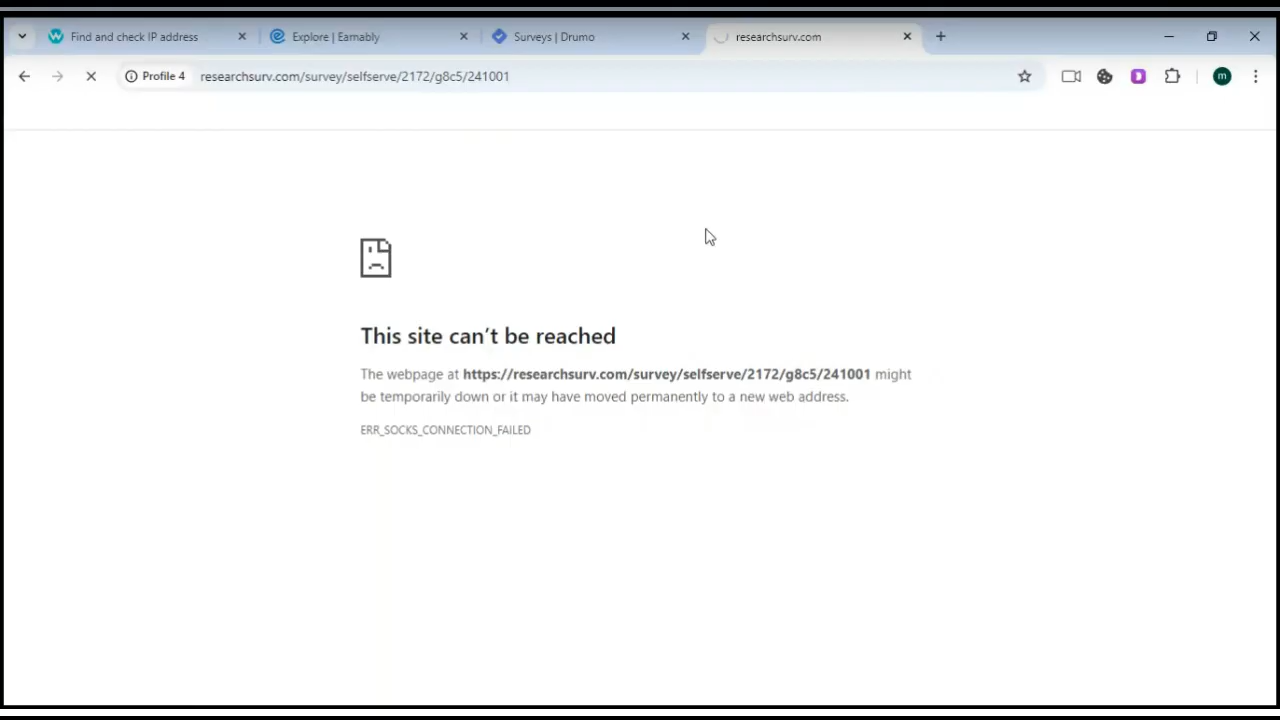 Find and check IP address
Explore | Earnably
Surveys | Drumo
researchsurv.com
Profile 4
researchsurv.com/survey/selfserve/2172/g8c5/241001
m
This site can't be reached
The webpage at https://researchsurv.com/survey/selfserve/2172/g8c5/241001 might
be temporarily down or it may have moved permanently to a new web address.
ERR_SOCKS_CONNECTION_FAILED